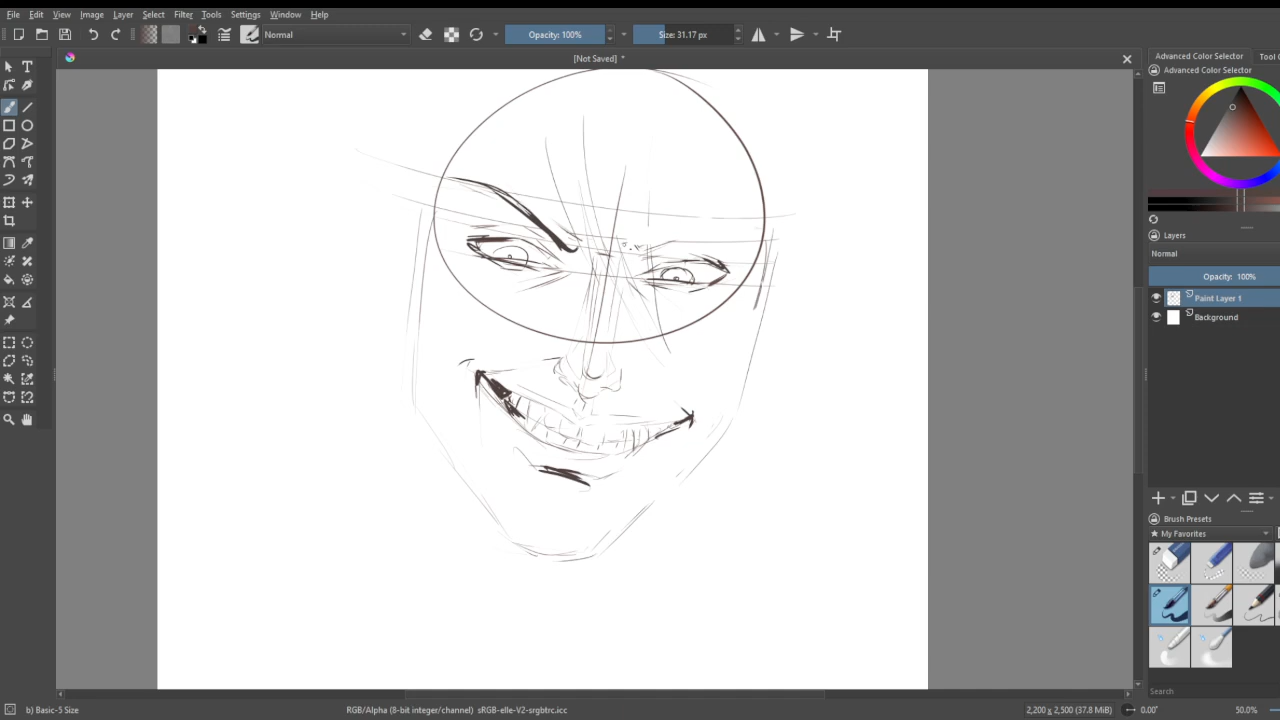 File Edit View Image Layer Select Filter Tools Settings Window Help
Normal Opacity: 100% Size: 31.17 px
[Not Saved] *
Advanced Color Selector Tool
Advanced Color Selector
Layers
Normal
Opacity: 100%
Paint Layer 1
Background
Brush Presets
My Favorites
Search
b) Basic-5 Size RGB/Alpha (8-bit integer/channel) sRGB-elle-V2-srgbtrc.icc 2,200 x 2,500 (37.8 MiB) 0.00° 50.0%